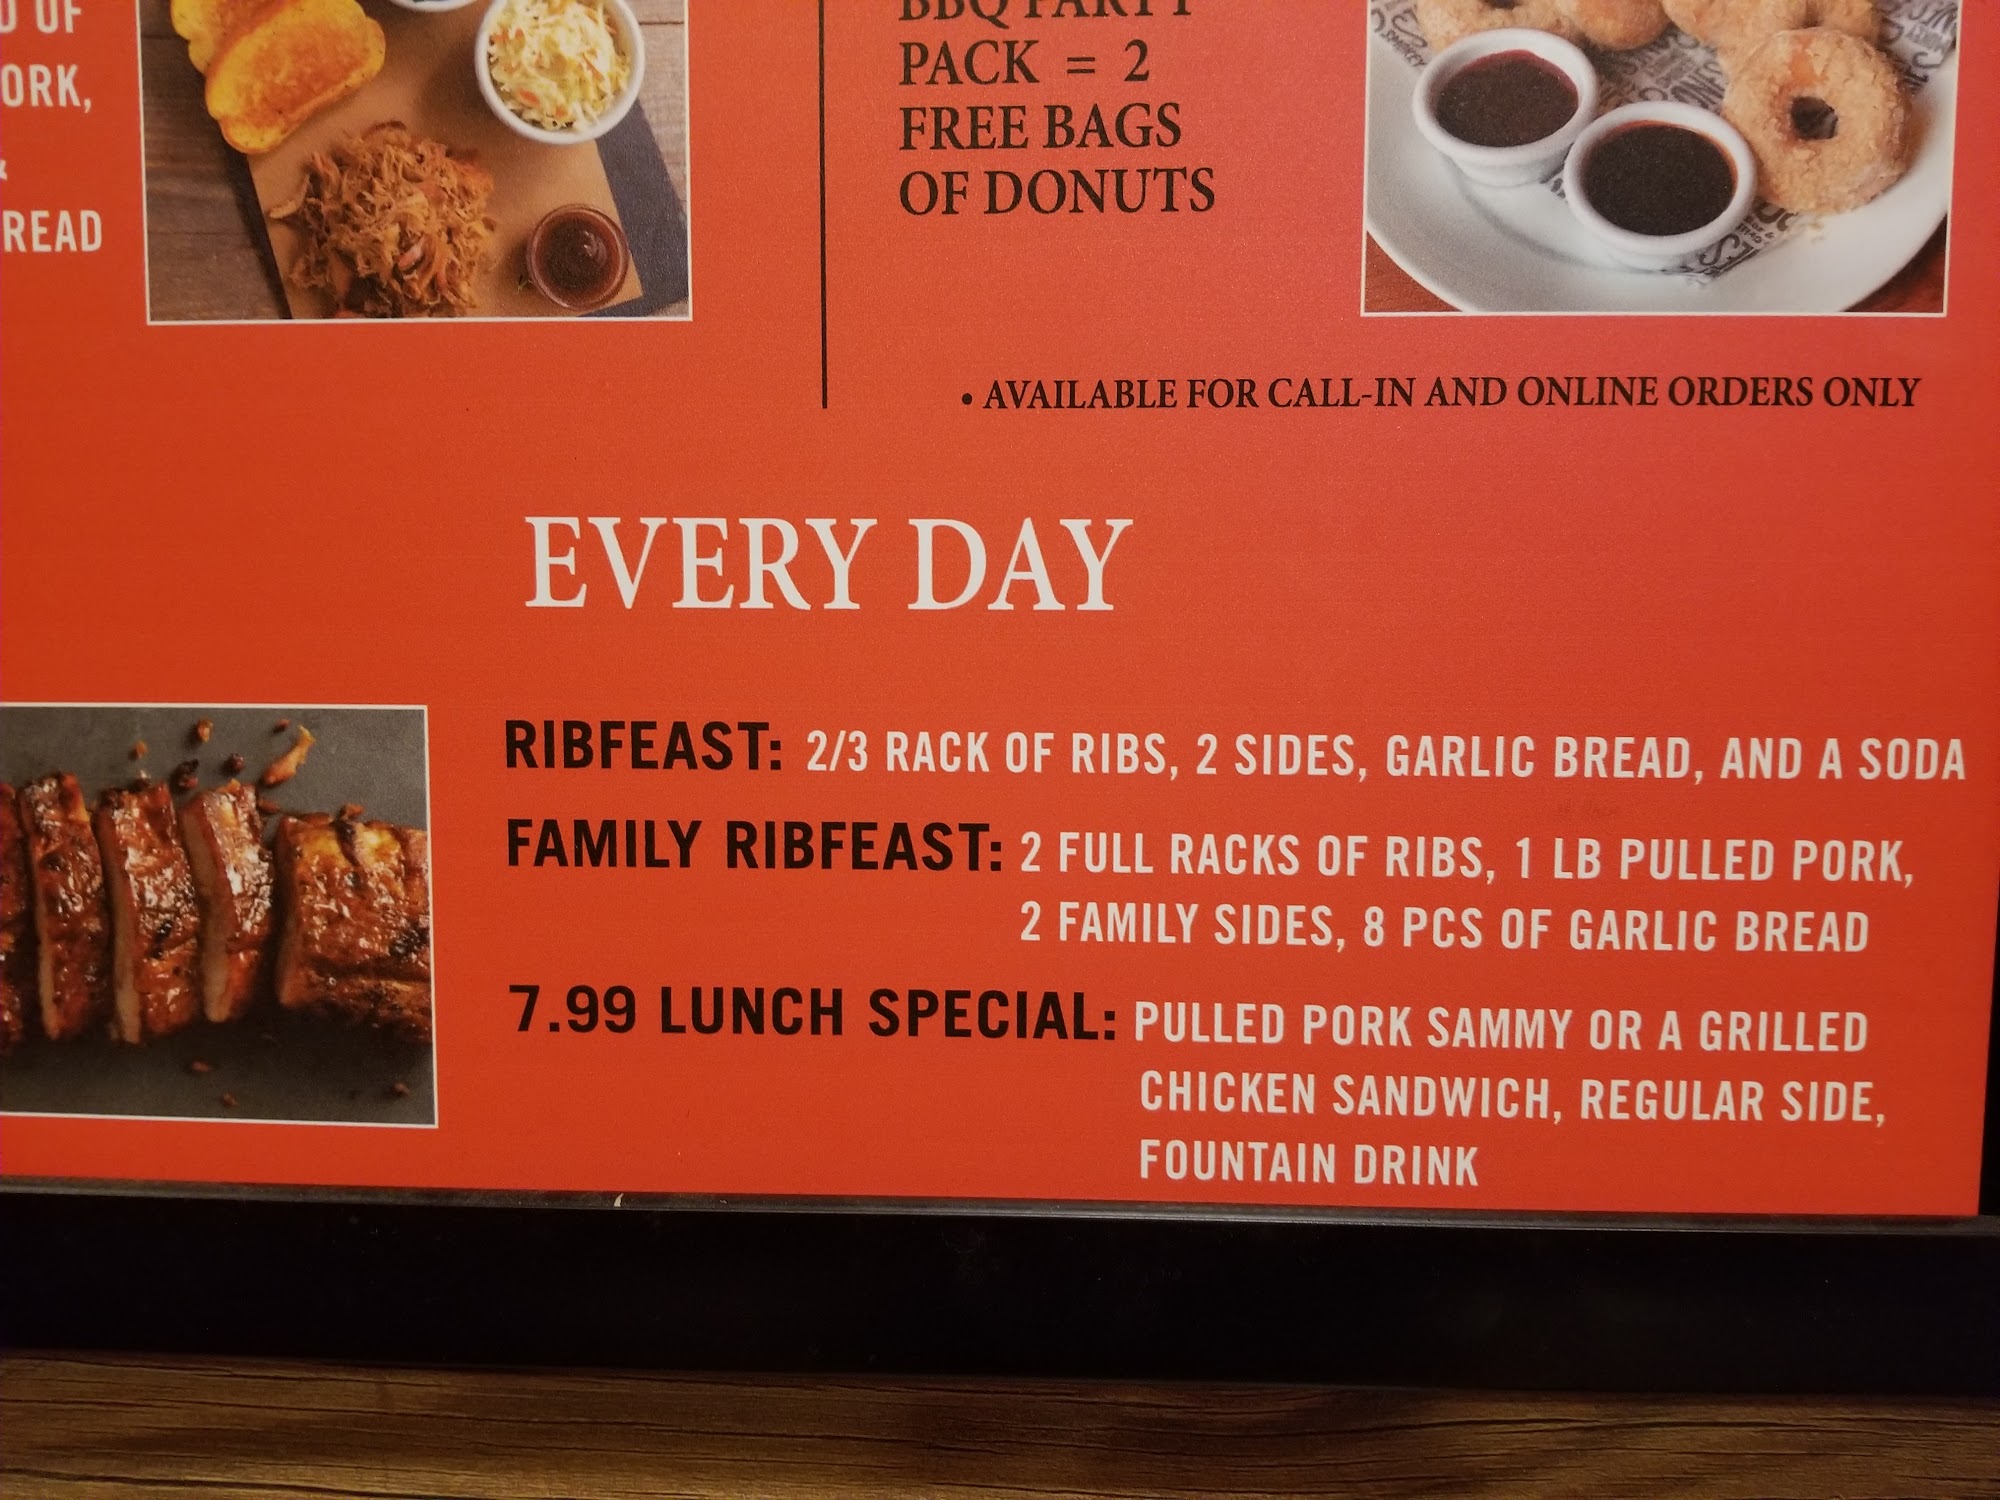 OF
ORK,
&
READ
BBQ PARTY
PACK = 2
FREE BAGS
OF DONUTS
• AVAILABLE FOR CALL-IN AND ONLINE ORDERS ONLY
EVERY DAY
RIBFEAST: 2/3 RACK OF RIBS, 2 SIDES, GARLIC BREAD, AND A SODA
FAMILY RIBFEAST: 2 FULL RACKS OF RIBS, 1 LB PULLED PORK,
2 FAMILY SIDES, 8 PCS OF GARLIC BREAD
7.99 LUNCH SPECIAL: PULLED PORK SAMMY OR A GRILLED
CHICKEN SANDWICH, REGULAR SIDE,
FOUNTAIN DRINK